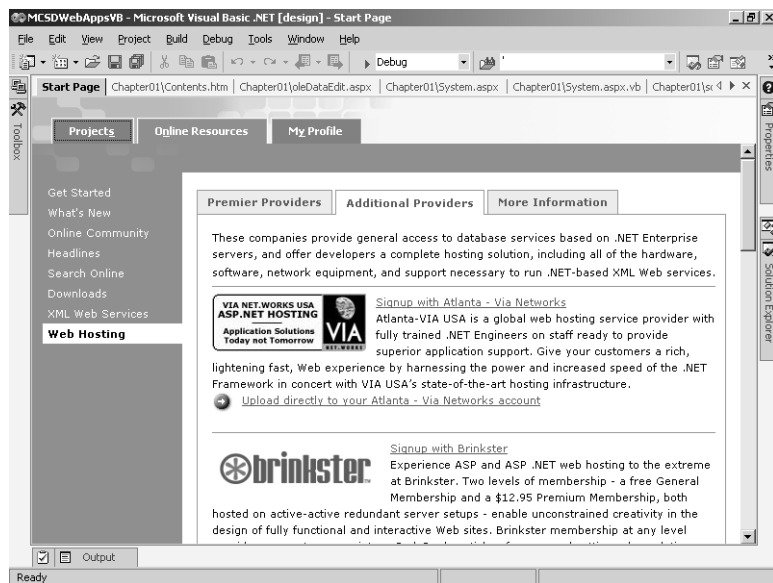 MCSDWebAppsVB - Microsoft Visual Basic .NET [design] - Start Page
File Edit View Project Build Debug Tools Window Help
Debug
Start Page Chapter01\Contents.htm Chapter01\oleDataEdit.aspx Chapter01\System.aspx Chapter01\System.aspx.vb
Toolbox
Projects Online Resources My Profile
Properties
Solution Explorer
Get Started
What's New
Online Community
Headlines
Search Online
Downloads
XML Web Services
Web Hosting
Premier Providers Additional Providers More Information
These companies provide general access to database services based on .NET Enterprise
servers, and offer developers a complete hosting solution, including all of the hardware,
software, network equipment, and support necessary to run .NET-based XML Web services.
VIA NET.WORKS USA
ASP.NET HOSTING
Application Solutions
Today not Tomorrow
VIA
NET.WORKS
Signup with Atlanta - Via Networks
Atlanta-VIA USA is a global web hosting service provider with
fully trained .NET Engineers on staff ready to provide
superior application support. Give your customers a rich,
lightening fast, Web experience by harnessing the power and increased speed of the .NET
Framework in concert with VIA USA's state-of-the-art hosting infrastructure.
Upload directly to your Atlanta - Via Networks account
brinkster
Signup with Brinkster
Experience ASP and ASP .NET web hosting to the extreme
at Brinkster. Two levels of membership - a free General
Membership and a $12.95 Premium Membership, both
hosted on active-active redundant server setups - enable unconstrained creativity in the
design of fully functional and interactive Web sites. Brinkster membership at any level
Output
Ready